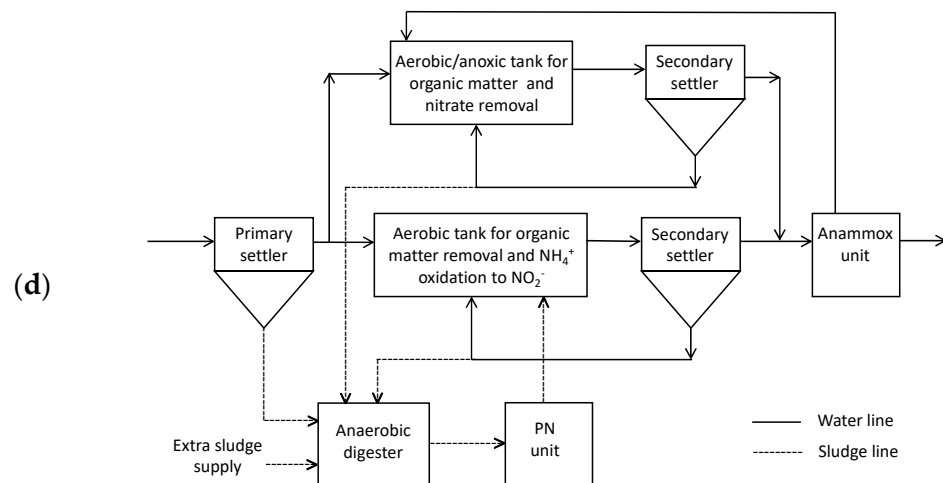 Aerobic/anoxic tank for
organic matter and
nitrate removal
Secondary
settler
Primary
settler
Aerobic tank for organic
matter removal and NH₄⁺
oxidation to NO₂⁻
Secondary
settler
Anammox
unit
(d)
Extra sludge
supply
Anaerobic
digester
PN
unit
Water line
Sludge line